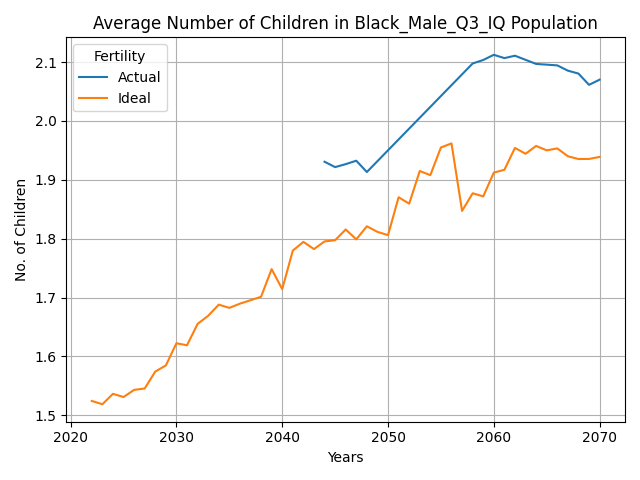 Average Number of Children in Black_Male_Q3_IQ Population
Fertility
Actual
Ideal
No. of Children
2.1
2.0
1.9
1.8
1.7
1.6
1.5
2020 2030 2040 2050 2060 2070
Years